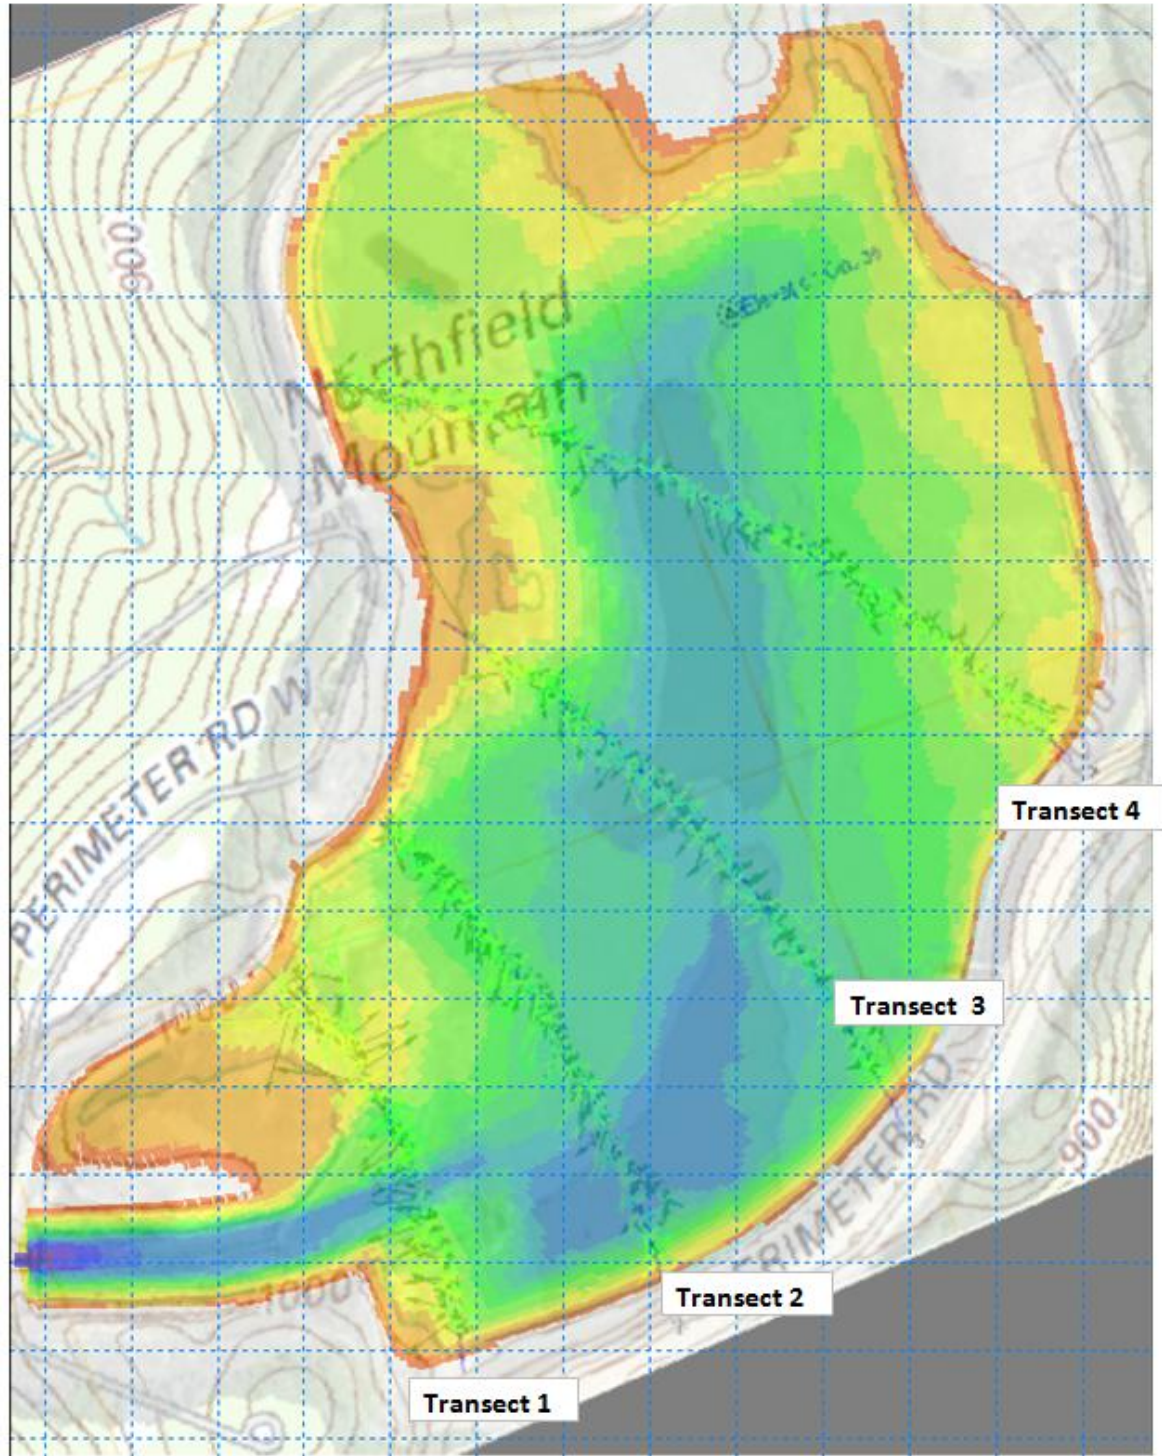 900
Northfield
Mountain
PERIMETER RD W
Transect 4
Transect 3
1000
PERIMETER RD
900
1000
Transect 2
Transect 1